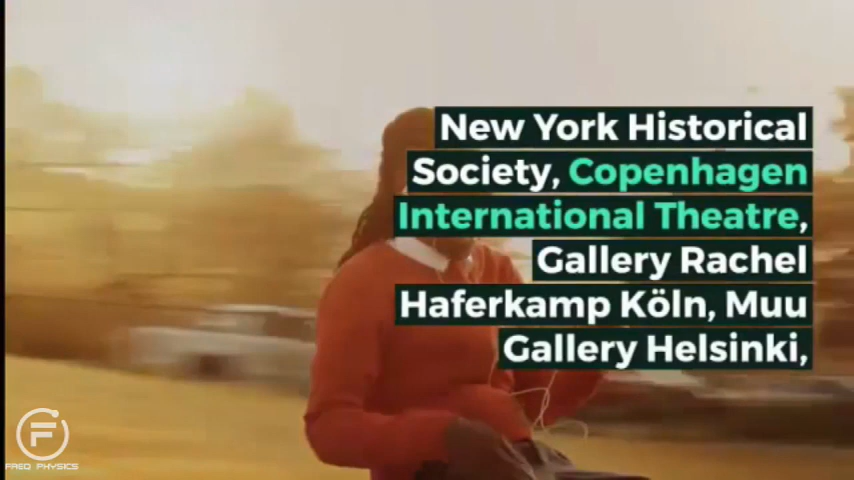 New York Historical
Society, Copenhagen
International Theatre,
Gallery Rachel
Haferkamp Köln, Muu
Gallery Helsinki,
FRED PHYSICS